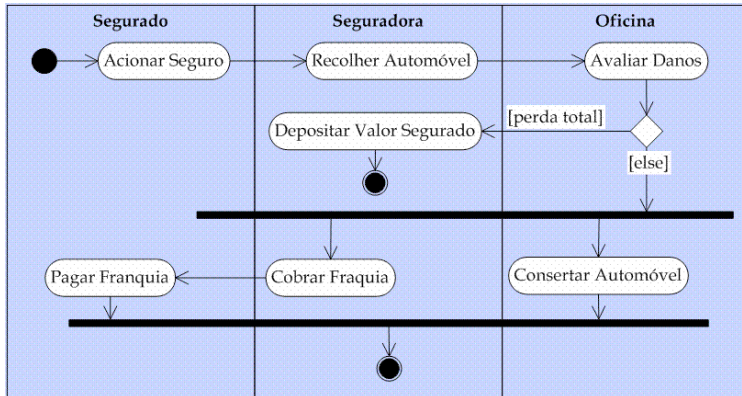 Segurado
Seguradora
Oficina
Acionar Seguro
Recolher Automóvel
Avaliar Danos
Depositar Valor Segurado
[perda total]
[else]
Pagar Franquia
Cobrar Fraquia
Consertar Automóvel